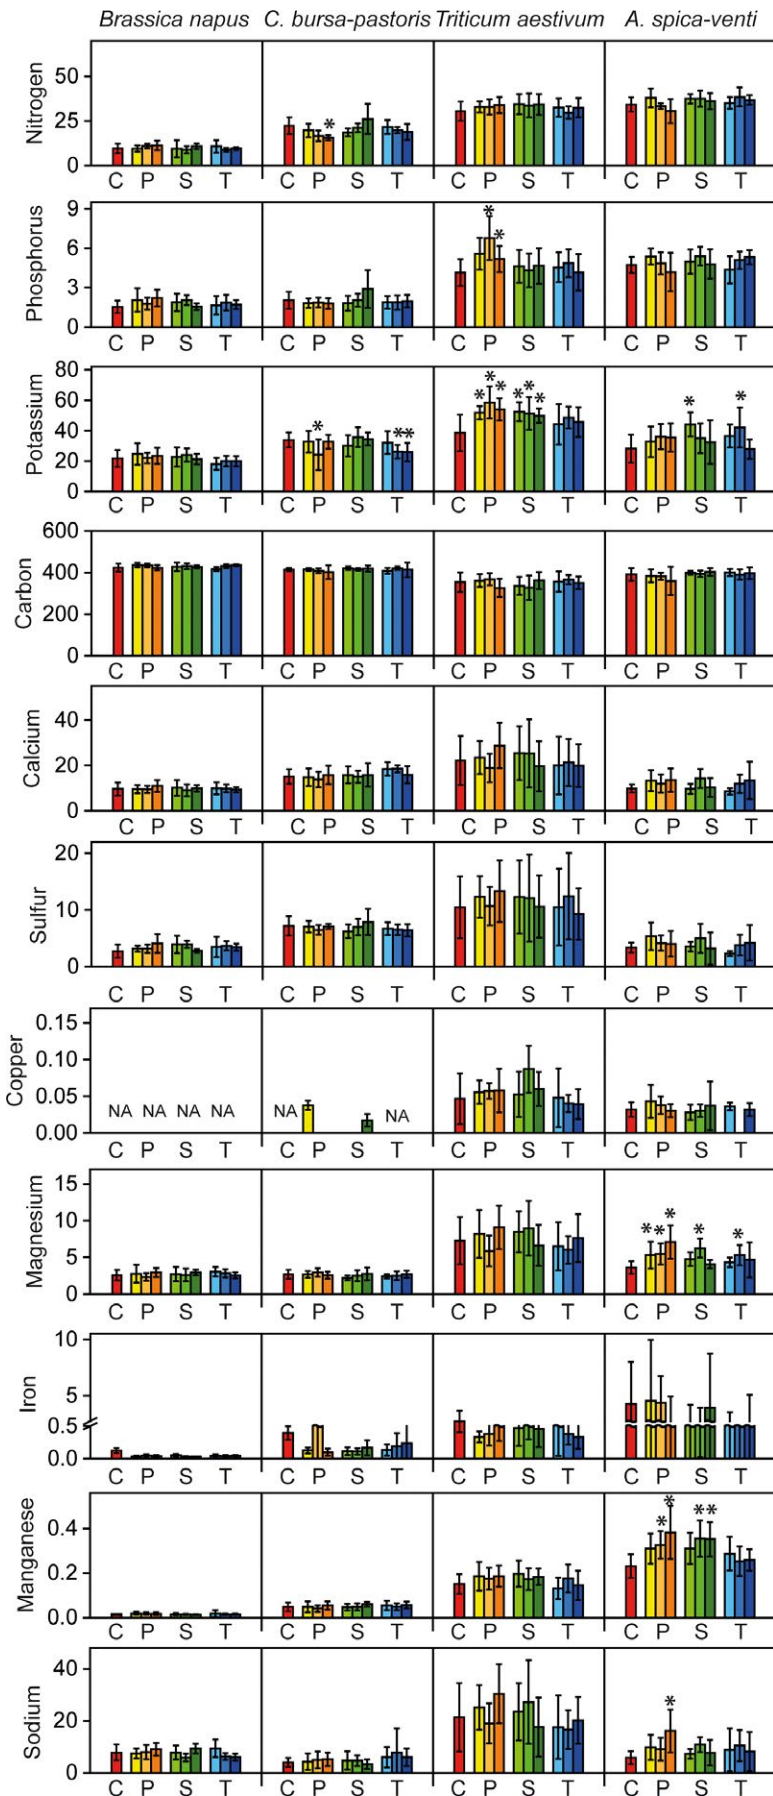 Brassica napus C. bursa-pastoris Triticum aestivum A. spica-venti
Nitrogen
50
25
0
*
C P S T C P S T C P S T C P S T
Phosphorus
9
6
3
0
* *
C P S T C P S T C P S T C P S T
Potassium
80
60
40
20
0
* ** * * * * * * * *
C P S T C P S T C P S T C P S T
Carbon
600
400
200
0
C P S T C P S T C P S T C P S T
Calcium
40
20
0
C P S T C P S T C P S T C P S T
Sulfur
20
10
0
C P S T C P S T C P S T C P S T
Copper
0.15
0.10
0.05
0.00
NA NA NA NA NA NA
C P S T C P S T C P S T C P S T
Magnesium
15
10
5
0
* * * * *
C P S T C P S T C P S T C P S T
Iron
10
5
0.5
0.0
C P S T C P S T C P S T C P S T
Manganese
0.4
0.2
0.0
* * **
C P S T C P S T C P S T C P S T
Sodium
40
20
0
*
C P S T C P S T C P S T C P S T